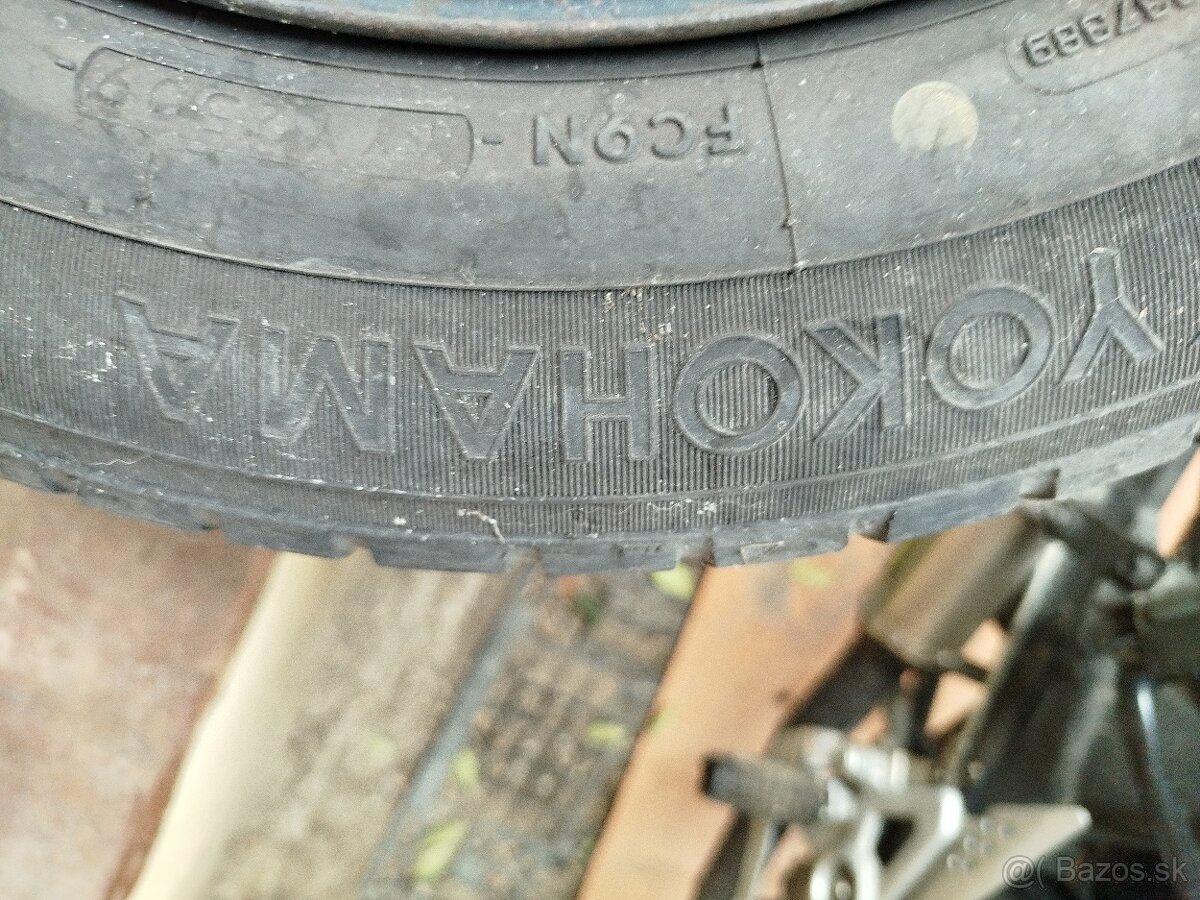 YOKOHAMA
FC9N -
@( Bazos.sk